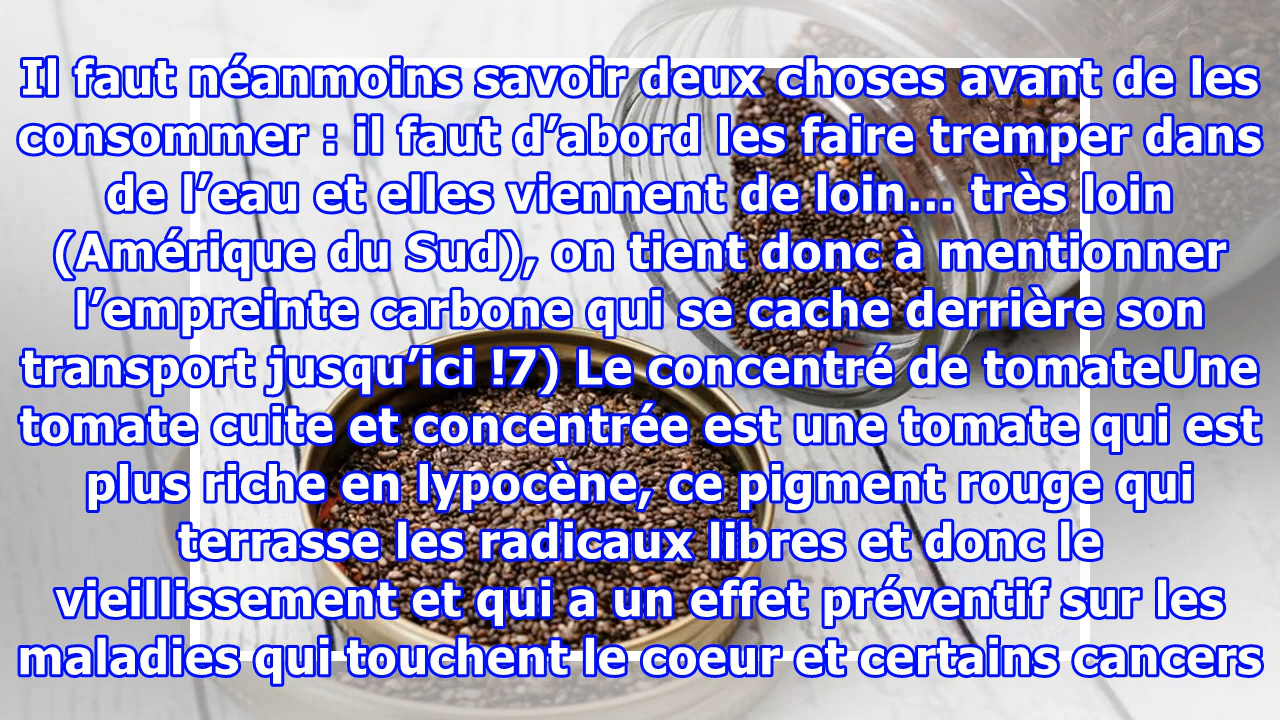 Il faut néanmoins savoir deux choses avant de les
consommer : il faut d’abord les faire tremper dans
de l’eau et elles viennent de loin... très loin
(Amérique du Sud), on tient donc à mentionner
l’empreinte carbone qui se cache derrière son
transport jusqu’ici !7) Le concentré de tomateUne
tomate cuite et concentrée est une tomate qui est
plus riche en lypocène, ce pigment rouge qui
terrasse les radicaux libres et donc le
vieillissement et qui a un effet préventif sur les
maladies qui touchent le coeur et certains cancers